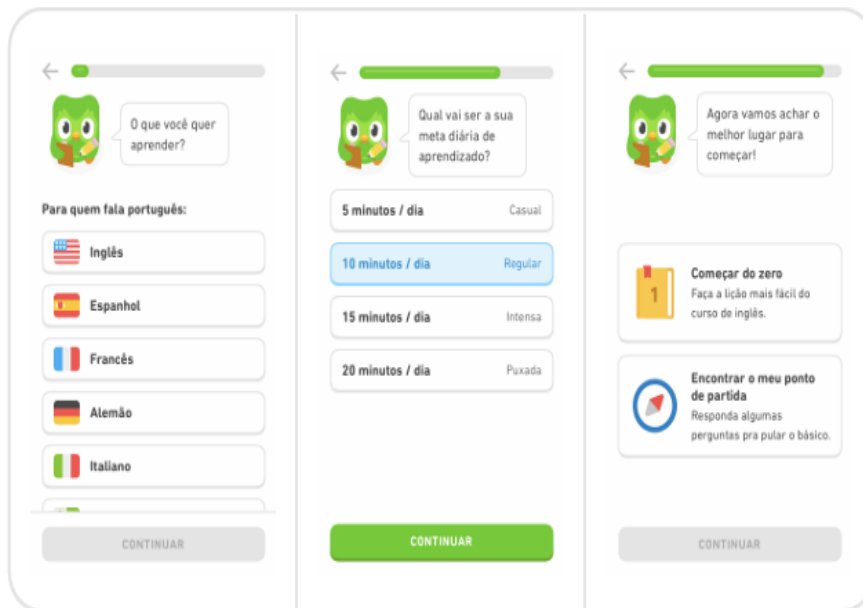 O que você quer
aprender?
Para quem fala português:
Inglês
Espanhol
Francês
Alemão
Italiano
CONTINUAR
Qual vai ser a sua
meta diária de
aprendizado?
5 minutos / dia Casual
10 minutos / dia Regular
15 minutos / dia Intensa
20 minutos / dia Puxada
CONTINUAR
Agora vamos achar o
melhor lugar para
começar!
1
Começar do zero
Faça a lição mais fácil do
curso de inglês.
Encontrar o meu ponto
de partida
Responda algumas
perguntas pra pular o básico.
CONTINUAR